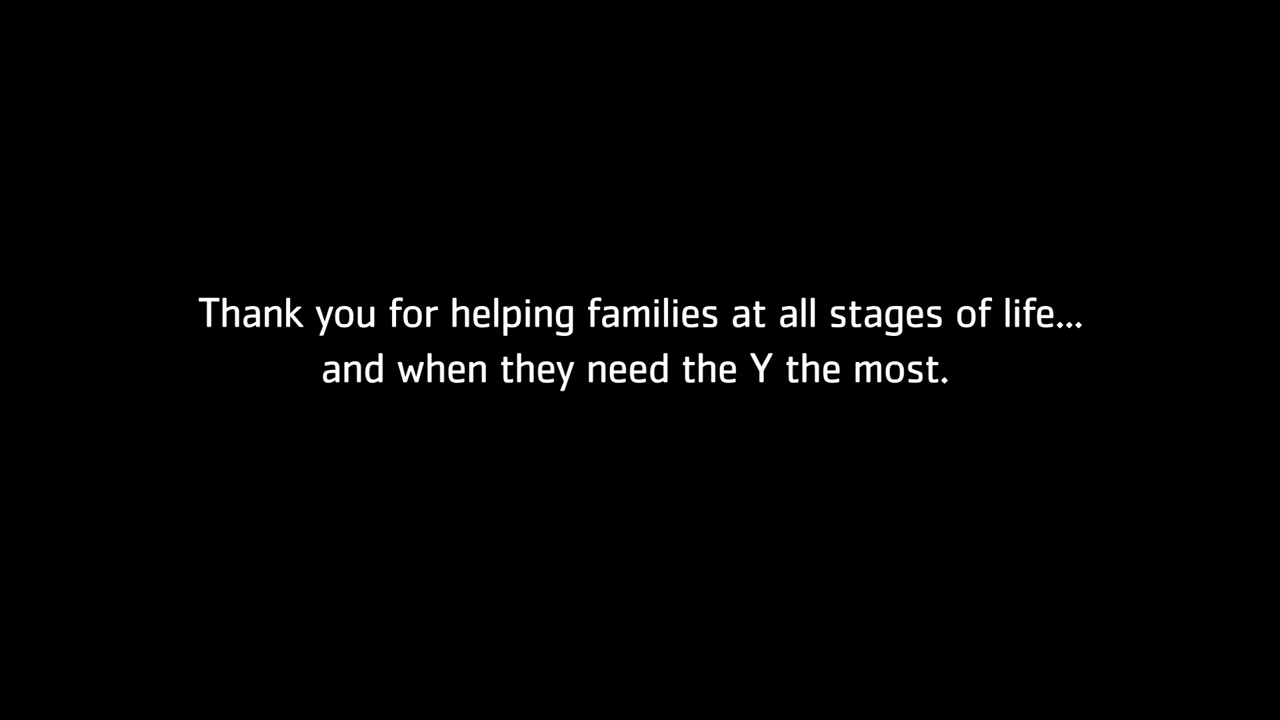 Thank you for helping families at all stages of life...
and when they need the Y the most.